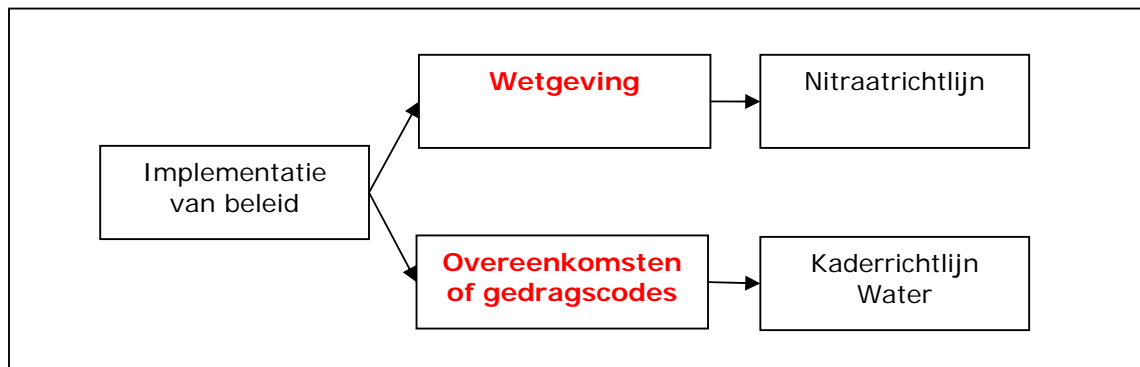 Wetgeving
Nitraatrichtlijn
Implementatie
van beleid
Overeenkomsten
of gedragscodes
Kaderrichtlijn
Water